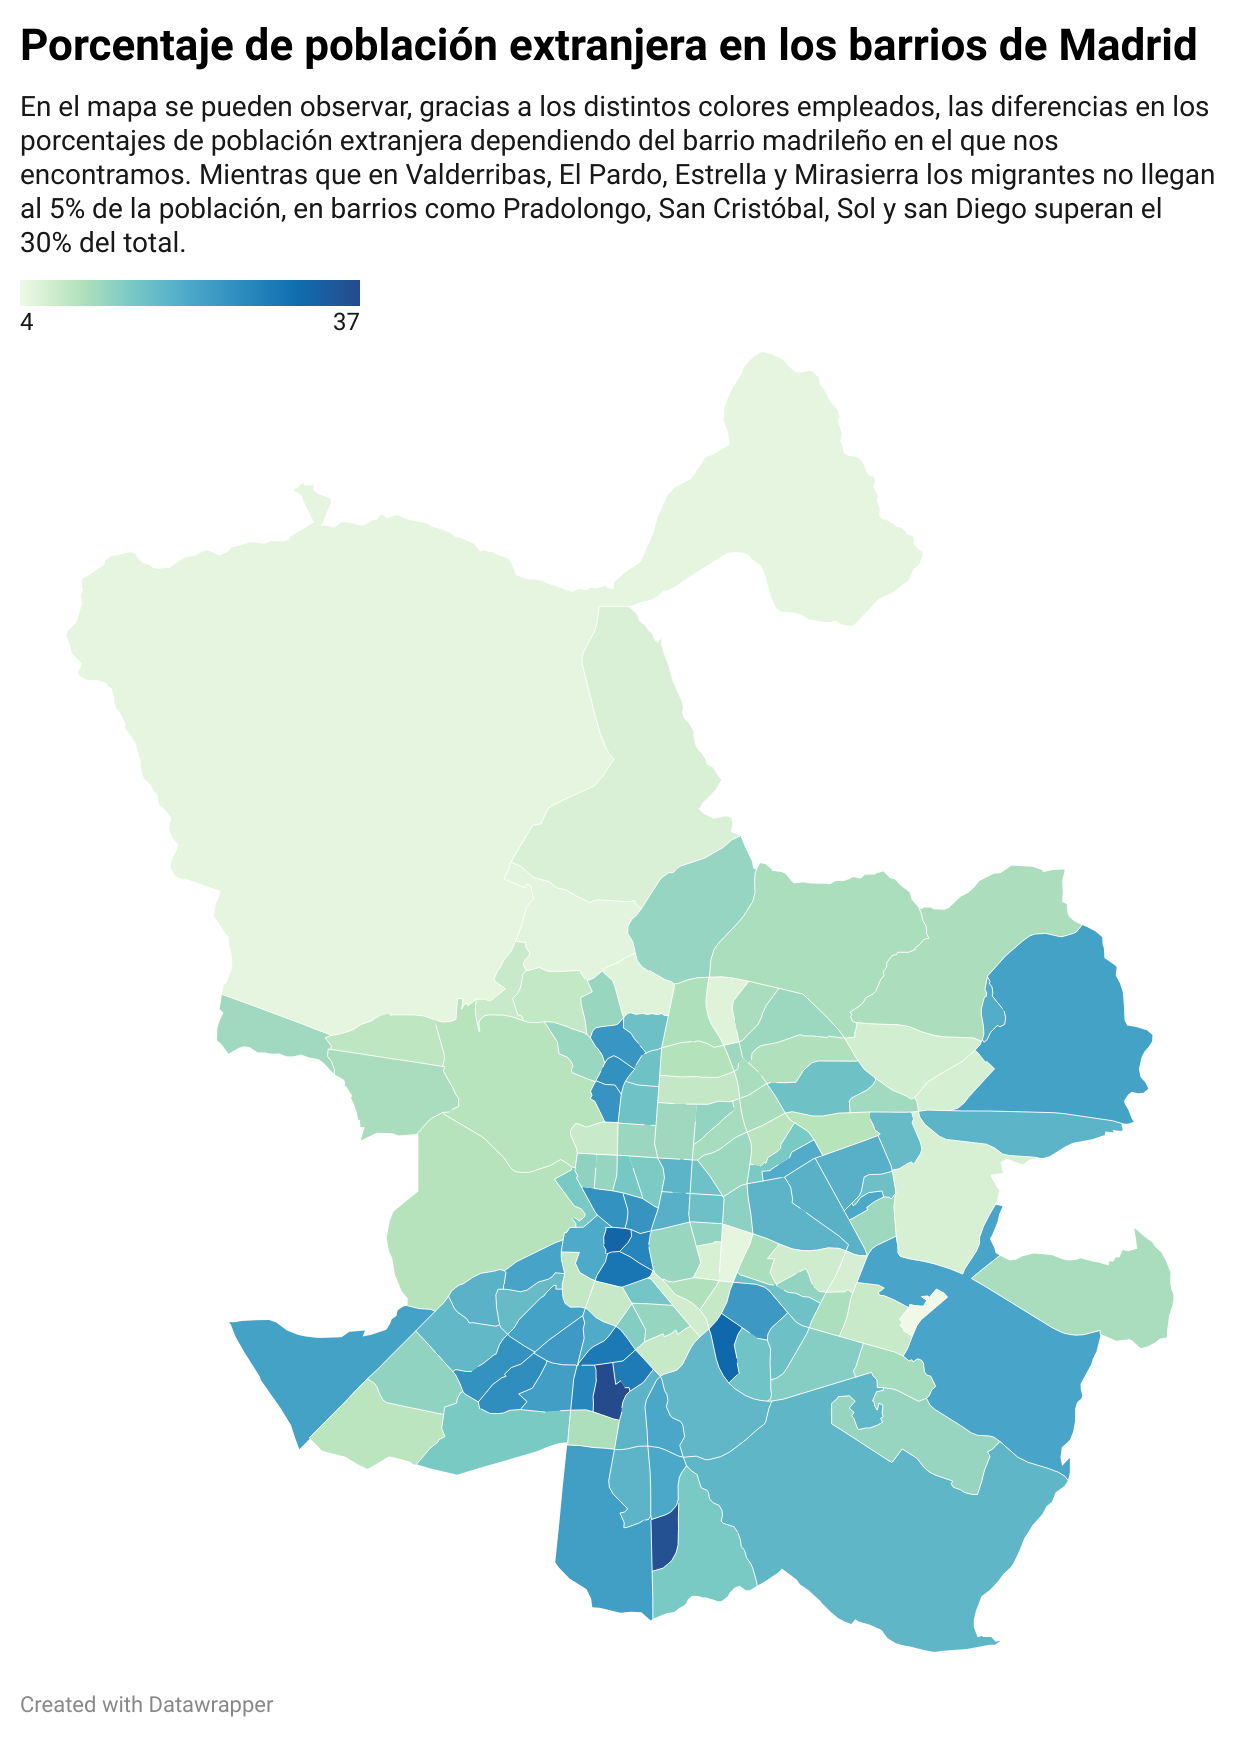 Porcentaje de población extranjera en los barrios de Madrid
En el mapa se pueden observar, gracias a los distintos colores empleados, las diferencias en los
porcentajes de población extranjera dependiendo del barrio madrileño en el que nos
encontramos. Mientras que en Valderribas, El Pardo, Estrella y Mirasierra los migrantes no llegan
al 5% de la población, en barrios como Pradolongo, San Cristóbal, Sol y san Diego superan el
30% del total.
4 37
Created with Datawrapper